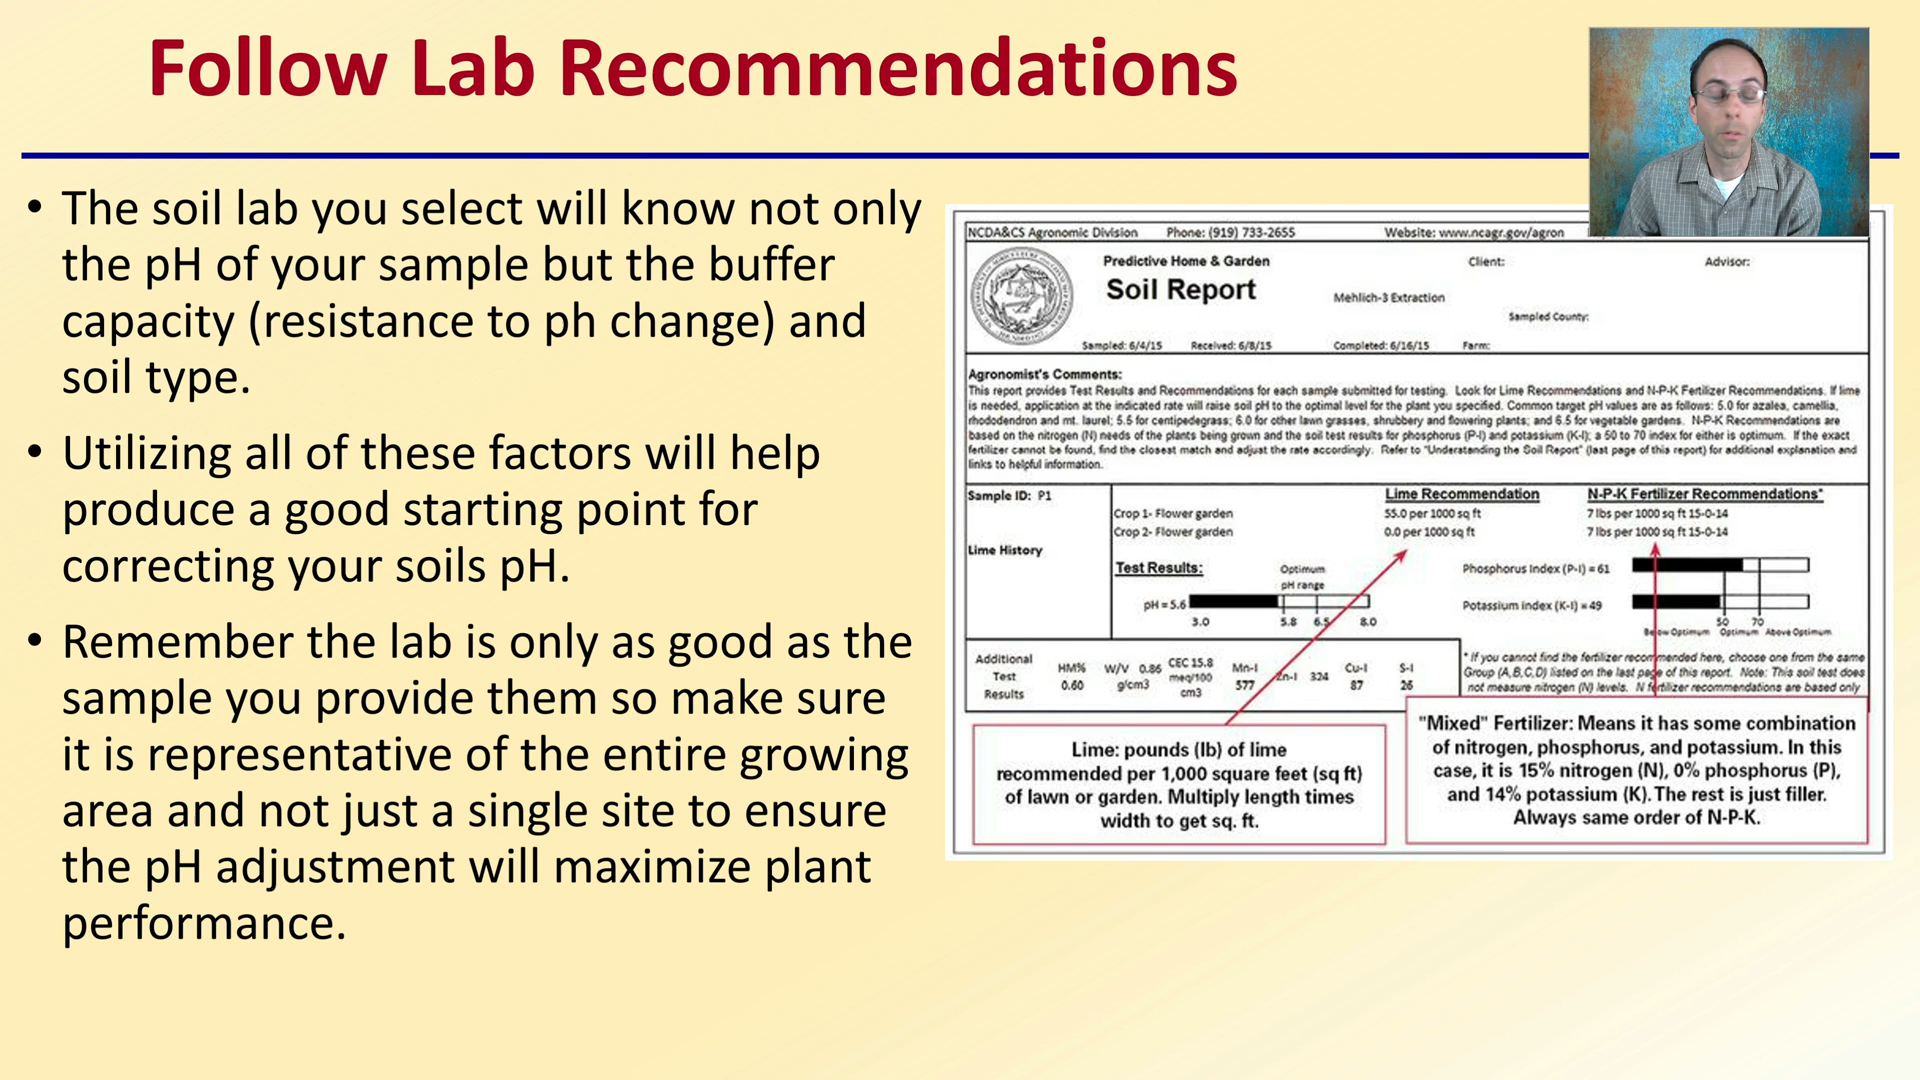 Follow Lab Recommendations
• The soil lab you select will know not only
the pH of your sample but the buffer
capacity (resistance to ph change) and
soil type.
• Utilizing all of these factors will help
produce a good starting point for
correcting your soils pH.
• Remember the lab is only as good as the
sample you provide them so make sure
it is representative of the entire growing
area and not just a single site to ensure
the pH adjustment will maximize plant
performance.
NCDA&CS Agronomic Division Phone: (919) 733-2655 Website: www.ncagr.gov/agron
Predictive Home & Garden Client: Advisor:
Soil Report
Mehlich-3 Extraction
Sampled County:
Sampled: 6/4/15 Received: 6/8/15 Completed: 6/16/15 Farm:
Agronomist's Comments:
This report provides Test Results and Recommendations for each sample submitted for testing. Look for Lime Recommendations and N-P-K Fertilizer Recommendations. If lime
is needed, application at the indicated rate will raise soil pH to the optimal level for the plant you specified. Common target pH values are as follows: 5.0 for azalea, camellia,
rhododendron and mt. laurel; 5.5 for centipedegrass; 6.0 for other lawn grasses, shrubbery and flowering plants; and 6.5 for vegetable gardens. N-P-K Recommendations are
based on the nitrogen (N) needs of the plants being grown and the soil test results for phosphorus (P-I) and potassium (K-I); a 50 to 70 index for either is optimum. If the exact
fertilizer cannot be found, find the closest match and adjust the rate accordingly. Refer to "Understanding the Soil Report" (last page of this report) for additional explanation and
links to helpful information.
Sample ID: P1 Lime Recommendation N-P-K Fertilizer Recommendations*
Crop 1- Flower garden 55.0 per 1000 sq ft 7 lbs per 1000 sq ft 15-0-14
Crop 2- Flower garden 0.0 per 1000 sq ft 7 lbs per 1000 sq ft 15-0-14
Lime History
Test Results: Optimum Phosphorus Index (P-I) = 61
pH range
pH = 5.6 Potassium Index (K-I) = 49
3.0 5.8 6.5 8.0 50 70
Below Optimum Optimum Above Optimum
Additional Test Results
HM% 0.60
W/V 0.86 g/cm3
CEC 15.8 meq/100 cm3
Mn-I 577
Zn-I 324
Cu-I 87
S-I 26
* If you cannot find the fertilizer recommended here, choose one from the same
Group (A,B,C,D) listed on the last page of this report. Note: This soil test does
not measure nitrogen (N) levels. N fertilizer recommendations are based only
Lime: pounds (lb) of lime
recommended per 1,000 square feet (sq ft)
of lawn or garden. Multiply length times
width to get sq. ft.
"Mixed" Fertilizer: Means it has some combination
of nitrogen, phosphorus, and potassium. In this
case, it is 15% nitrogen (N), 0% phosphorus (P),
and 14% potassium (K). The rest is just filler.
Always same order of N-P-K.